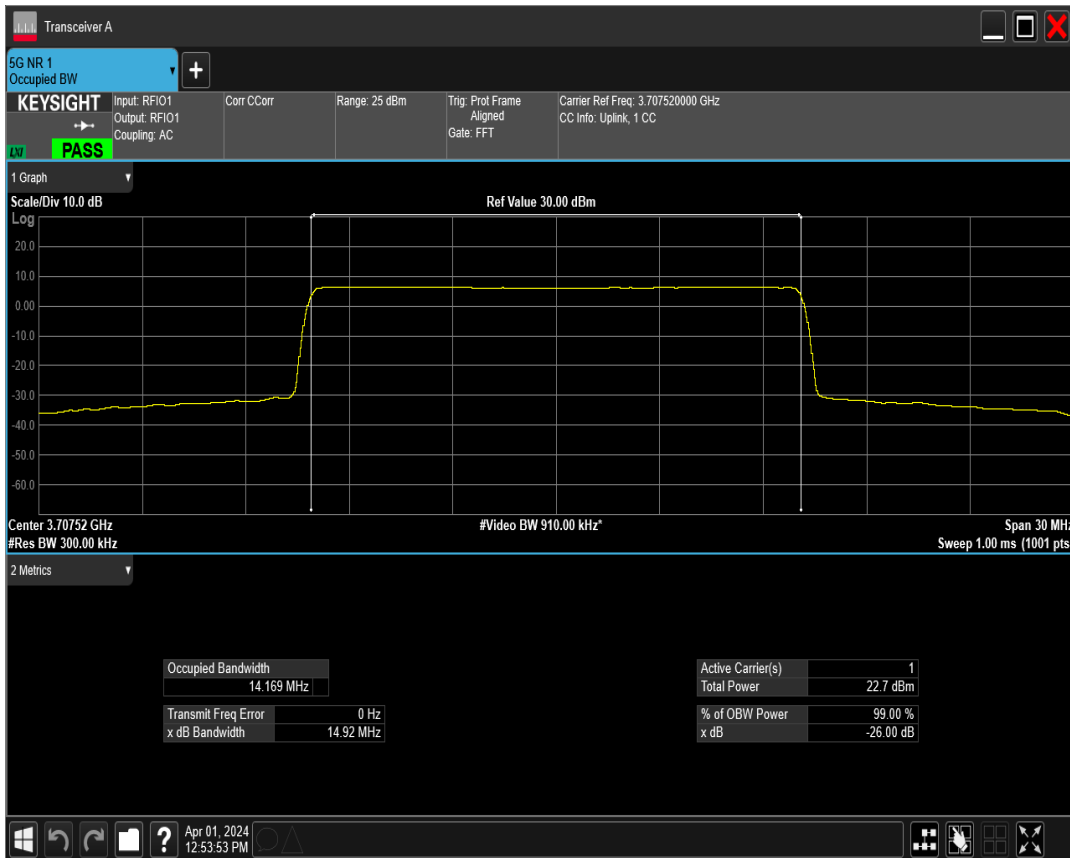 Transceiver A
5G NR 1
Occupied BW
KEYSIGHT
LXI
PASS
Input: RFIO1
Output: RFIO1
Coupling: AC
Corr CCorr
Range: 25 dBm
Trig: Prot Frame
Aligned
Gate: FFT
Carrier Ref Freq: 3.707520000 GHz
CC Info: Uplink, 1 CC
1 Graph
Scale/Div 10.0 dB
Ref Value 30.00 dBm
Log
20.0
10.0
0.00
-10.0
-20.0
-30.0
-40.0
-50.0
-60.0
Center 3.70752 GHz
#Video BW 910.00 kHz*
Span 30 MHz
#Res BW 300.00 kHz
Sweep 1.00 ms (1001 pts
2 Metrics
Occupied Bandwidth
14.169 MHz
Transmit Freq Error 0 Hz
x dB Bandwidth 14.92 MHz
Active Carrier(s) 1
Total Power 22.7 dBm
% of OBW Power 99.00 %
x dB -26.00 dB
?
Apr 01, 2024
12:53:53 PM